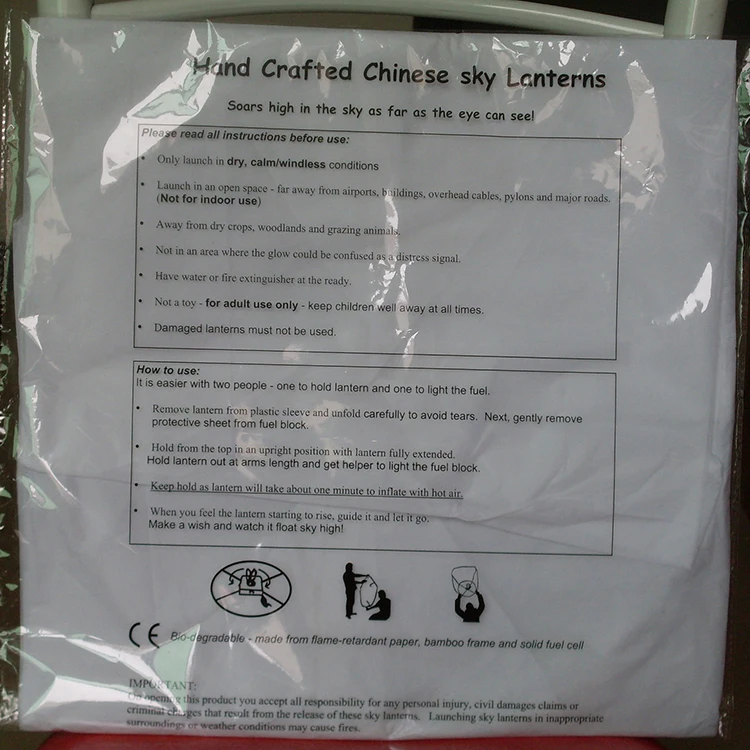 Hand Crafted Chinese sky Lanterns
Soars high in the sky as far as the eye can see!
Please read all instructions before use:
• Only launch in dry, calm/windless conditions
• Launch in an open space - far away from airports, buildings, overhead cables, pylons and major roads.
(Not for indoor use)
• Away from dry crops, woodlands and grazing animals.
• Not in an area where the glow could be confused as a distress signal.
• Have water or fire extinguisher at the ready.
• Not a toy - for adult use only - keep children well away at all times.
• Damaged lanterns must not be used.
How to use:
It is easier with two people - one to hold lantern and one to light the fuel.
• Remove lantern from plastic sleeve and unfold carefully to avoid tears. Next, gently remove
protective sheet from fuel block.
• Hold from the top in an upright position with lantern fully extended.
Hold lantern out at arms length and get helper to light the fuel block.
• Keep hold as lantern will take about one minute to inflate with hot air.
• When you feel the lantern starting to rise, guide it and let it go.
Make a wish and watch it float sky high!
CE Bio-degradable - made from flame-retardant paper, bamboo frame and solid fuel cell
IMPORTANT:
On opening this product you accept all responsibility for any personal injury, civil damages claims or
criminal charges that result from the release of these sky lanterns. Launching sky lanterns in inappropriate
surroundings or weather conditions may cause fires.